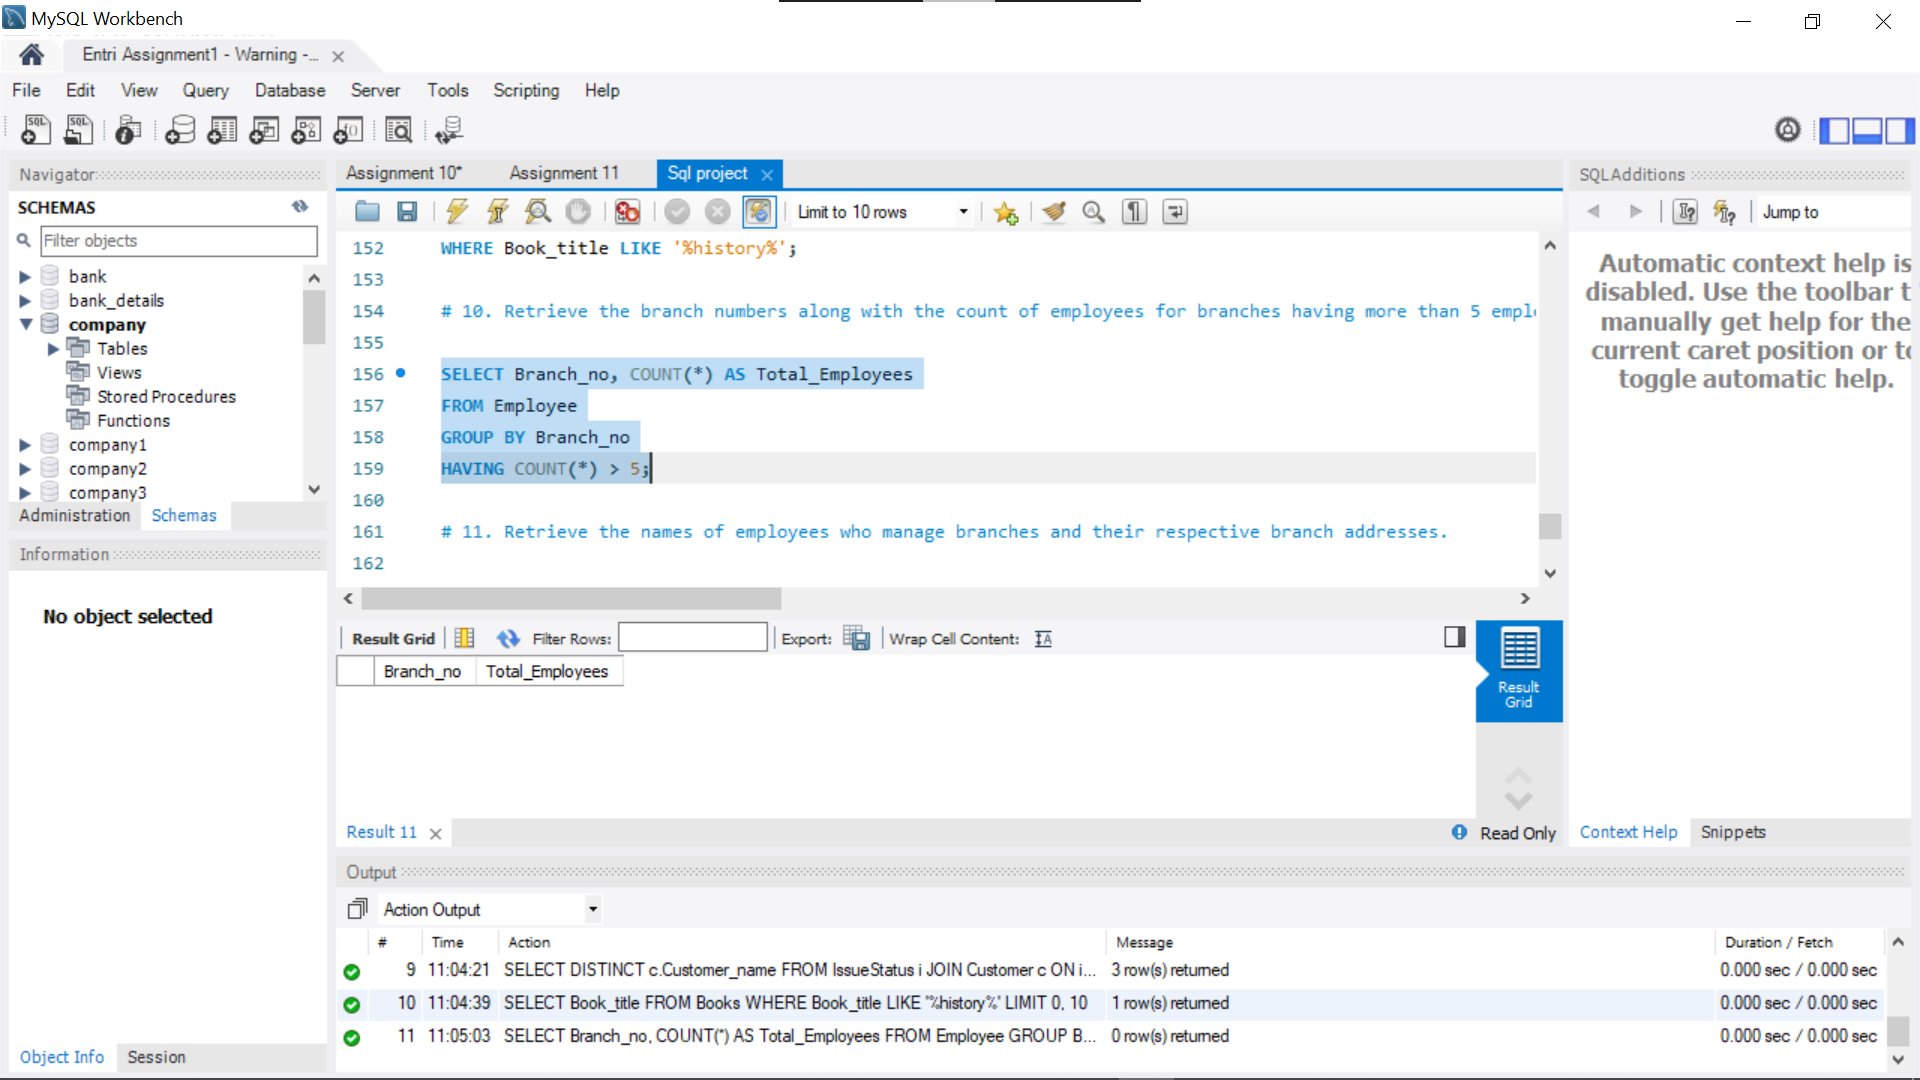 MySQL Workbench
Entri Assignment1 - Warning -...
File Edit View Query Database Server Tools Scripting Help
Navigator
SCHEMAS
Filter objects
bank
bank_details
company
Tables
Views
Stored Procedures
Functions
company1
company2
company3
Administration Schemas
Information
No object selected
Object Info Session
Assignment 10* Assignment 11 Sql project
Limit to 10 rows
152 WHERE Book_title LIKE '%history%';
153
154 # 10. Retrieve the branch numbers along with the count of employees for branches having more than 5 empl
155
156 SELECT Branch_no, COUNT(*) AS Total_Employees
157 FROM Employee
158 GROUP BY Branch_no
159 HAVING COUNT(*) > 5;
160
161 # 11. Retrieve the names of employees who manage branches and their respective branch addresses.
162
Result Grid Filter Rows: Export: Wrap Cell Content:
Branch_no Total_Employees
Result
Grid
Result 11
Read Only
SQLAdditions
Jump to
Automatic context help is
disabled. Use the toolbar t
manually get help for the
current caret position or to
toggle automatic help.
Context Help Snippets
Output
Action Output
# Time Action Message Duration / Fetch
9 11:04:21 SELECT DISTINCT c.Customer_name FROM IssueStatus i JOIN Customer c ON i... 3 row(s) returned 0.000 sec / 0.000 sec
10 11:04:39 SELECT Book_title FROM Books WHERE Book_title LIKE '%history%' LIMIT 0, 10 1 row(s) returned 0.000 sec / 0.000 sec
11 11:05:03 SELECT Branch_no, COUNT(*) AS Total_Employees FROM Employee GROUP B... 0 row(s) returned 0.000 sec / 0.000 sec